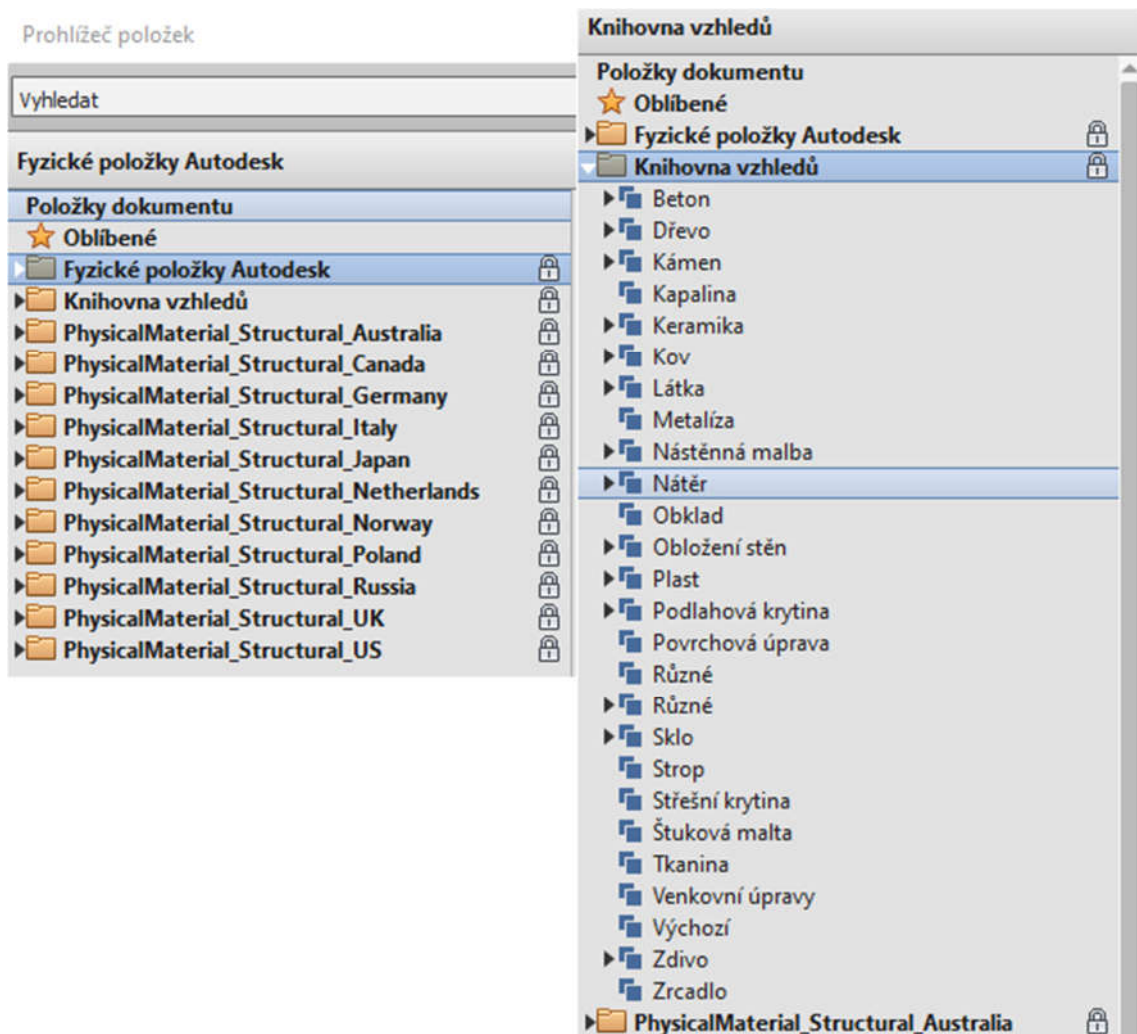 Prohlížeč položek
Vyhledat
Fyzické položky Autodesk
Položky dokumentu
Oblíbené
Fyzické položky Autodesk
Knihovna vzhledů
PhysicalMaterial_Structural_Australia
PhysicalMaterial_Structural_Canada
PhysicalMaterial_Structural_Germany
PhysicalMaterial_Structural_Italy
PhysicalMaterial_Structural_Japan
PhysicalMaterial_Structural_Netherlands
PhysicalMaterial_Structural_Norway
PhysicalMaterial_Structural_Poland
PhysicalMaterial_Structural_Russia
PhysicalMaterial_Structural_UK
PhysicalMaterial_Structural_US
Knihovna vzhledů
Položky dokumentu
Oblíbené
Fyzické položky Autodesk
Knihovna vzhledů
Beton
Dřevo
Kámen
Kapalina
Keramika
Kov
Látka
Metalíza
Nástěnná malba
Nátěr
Obklad
Obložení stěn
Plast
Podlahová krytina
Povrchová úprava
Různé
Různé
Sklo
Strop
Střešní krytina
Štuková malta
Tkanina
Venkovní úpravy
Výchozí
Zdivo
Zrcadlo
PhysicalMaterial_Structural_Australia